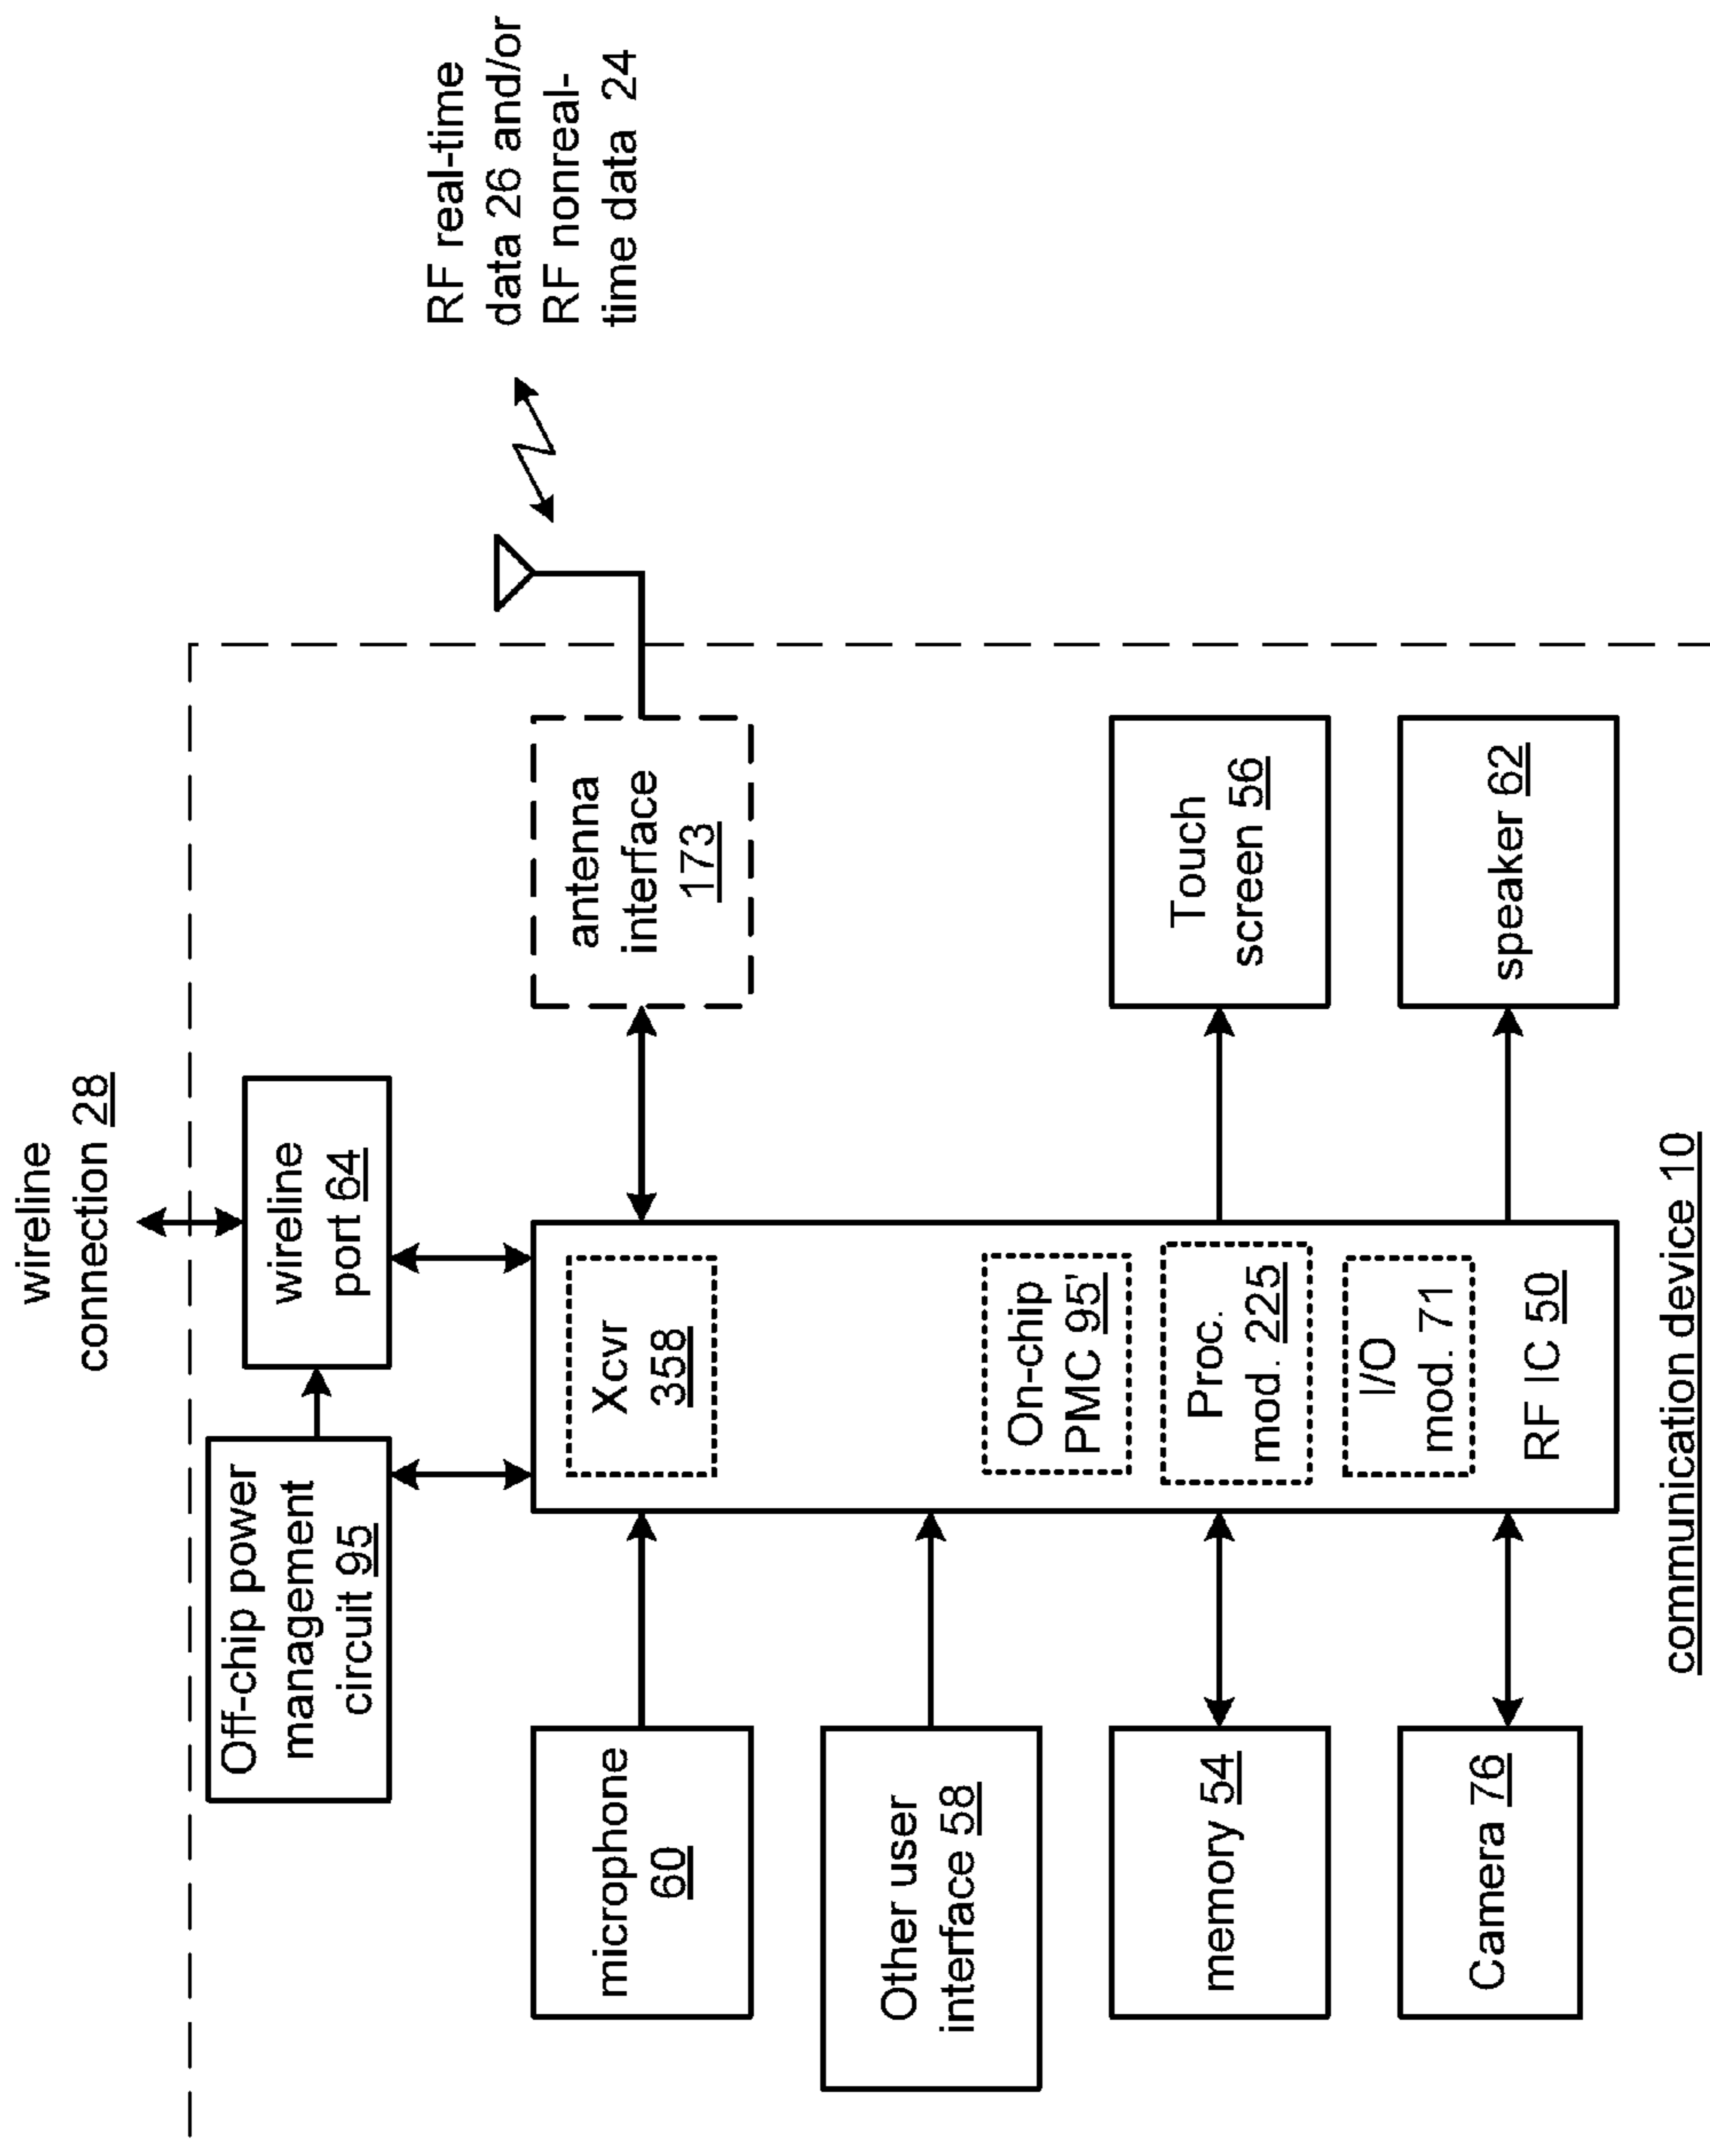 wireline
connection 28
Off-chip power
management
circuit 95
wireline
port 64
RF real-time
data 26 and/or
RF nonreal-
time data 24
microphone
60
Xcvr
358
antenna
interface
173
Other user
interface 58
On-chip
PMC 95'
memory 54
Proc.
mod. 225
Touch
screen 56
Camera 76
I/O
mod. 71
RF IC 50
speaker 62
communication device 10